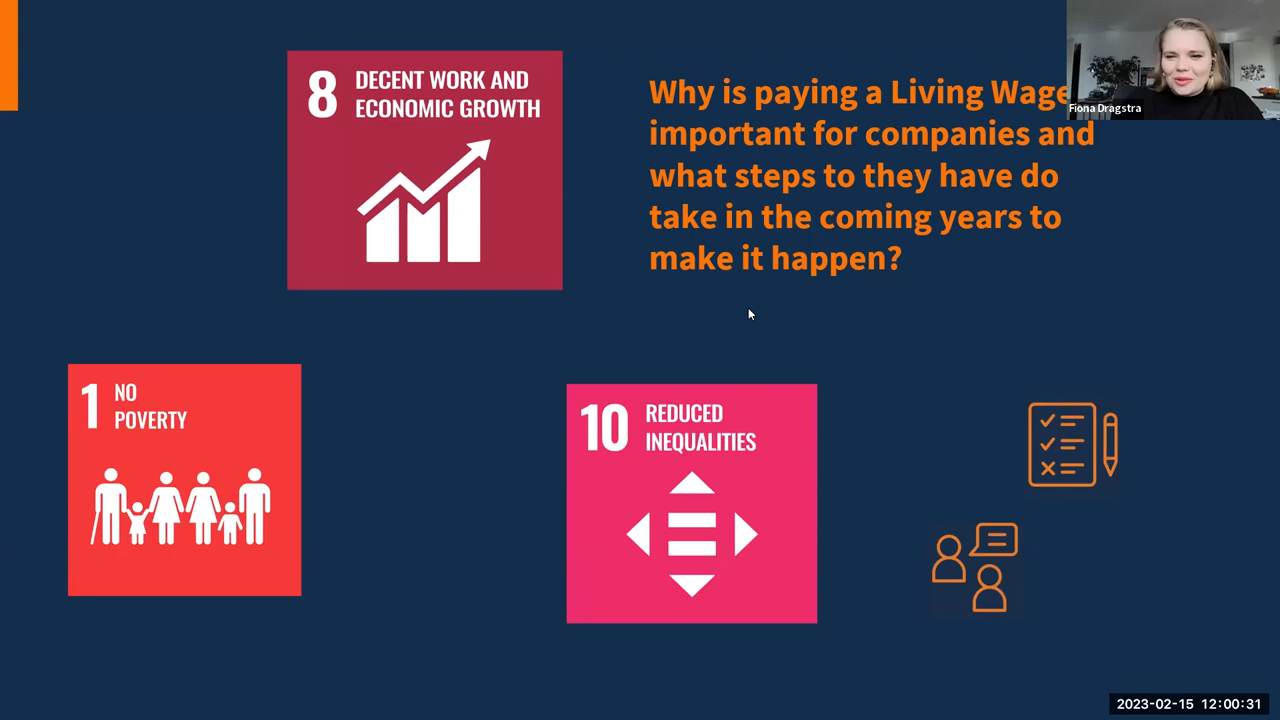 8 DECENT WORK AND
ECONOMIC GROWTH
Why is paying a Living Wage
important for companies and
what steps to they have do
take in the coming years to
make it happen?
Fiona Dragstra
1 NO
POVERTY
10 REDUCED
INEQUALITIES
2023-02-15 12:00:31